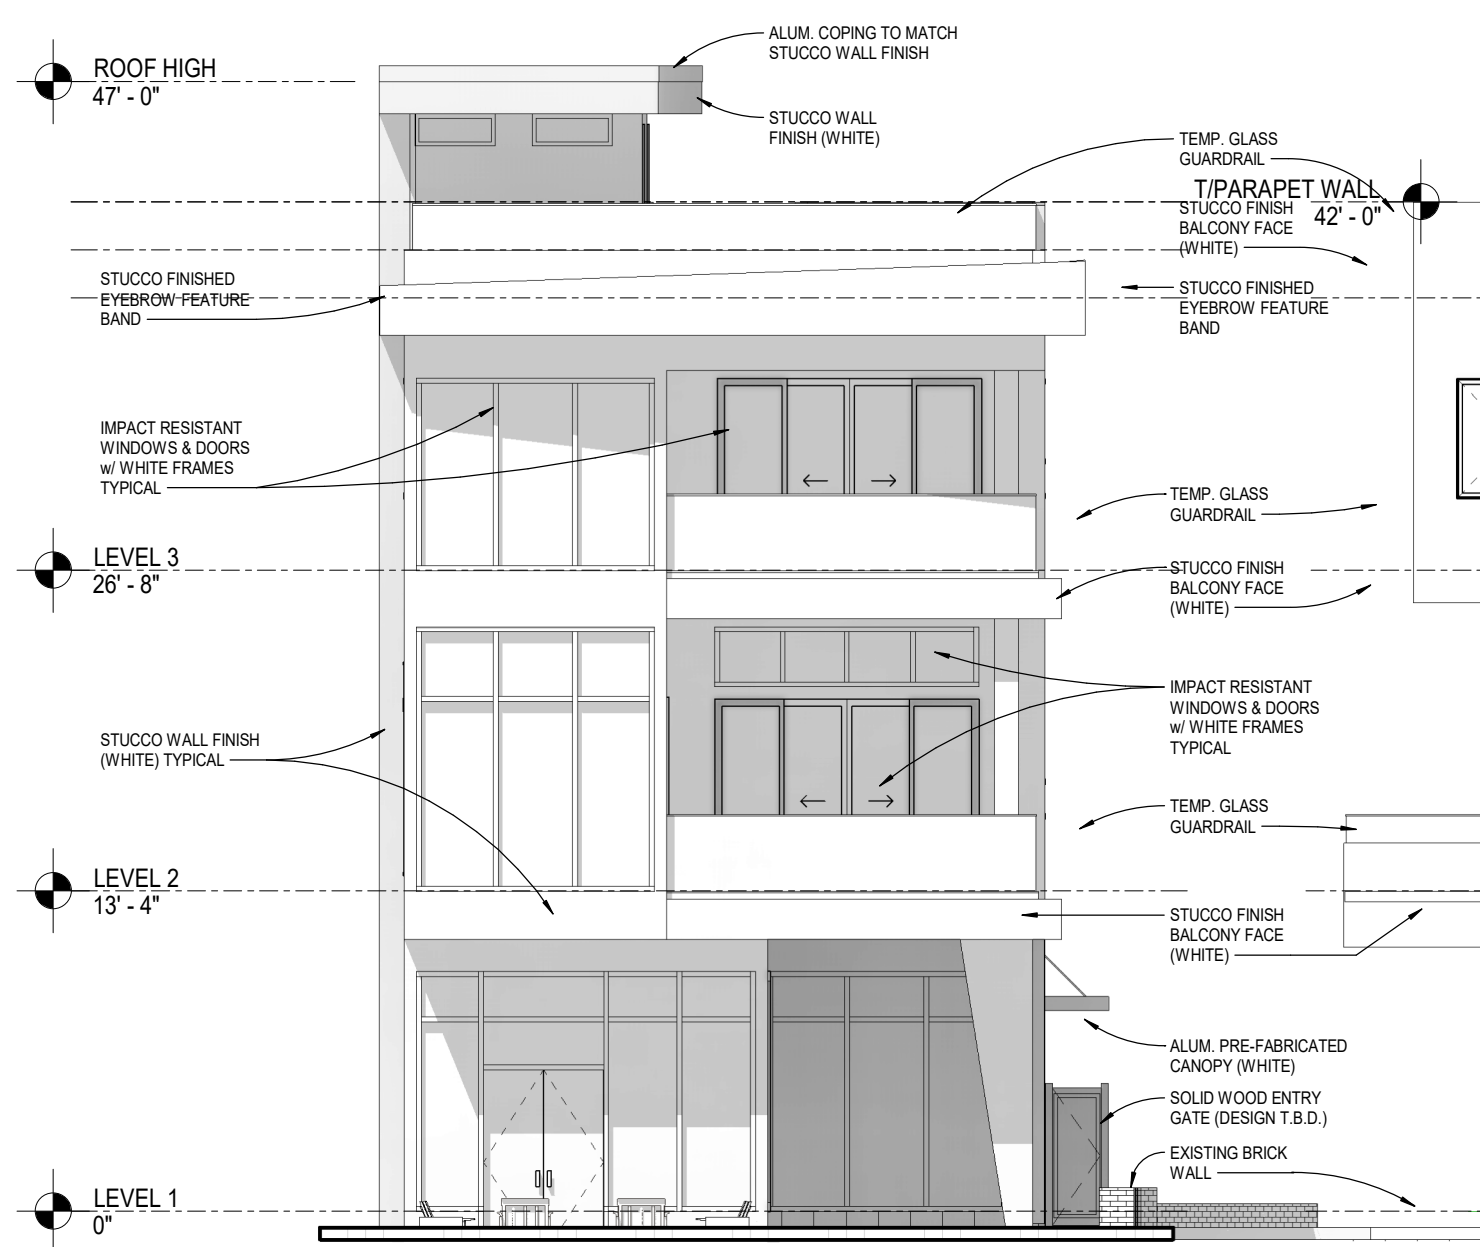 ALUM. COPING TO MATCH
STUCCO WALL FINISH
ROOF HIGH
47' - 0"
STUCCO WALL
FINISH (WHITE)
TEMP. GLASS
GUARDRAIL
T/PARAPET WALL
42' - 0"
STUCCO FINISH
BALCONY FACE
(WHITE)
STUCCO FINISHED
EYEBROW FEATURE
BAND
STUCCO FINISHED
EYEBROW FEATURE
BAND
IMPACT RESISTANT
WINDOWS & DOORS
w/ WHITE FRAMES
TYPICAL
TEMP. GLASS
GUARDRAIL
LEVEL 3
26' - 8"
STUCCO FINISH
BALCONY FACE
(WHITE)
IMPACT RESISTANT
WINDOWS & DOORS
w/ WHITE FRAMES
TYPICAL
STUCCO WALL FINISH
(WHITE) TYPICAL
TEMP. GLASS
GUARDRAIL
LEVEL 2
13' - 4"
STUCCO FINISH
BALCONY FACE
(WHITE)
ALUM. PRE-FABRICATED
CANOPY (WHITE)
SOLID WOOD ENTRY
GATE (DESIGN T.B.D.)
EXISTING BRICK
WALL
LEVEL 1
0"